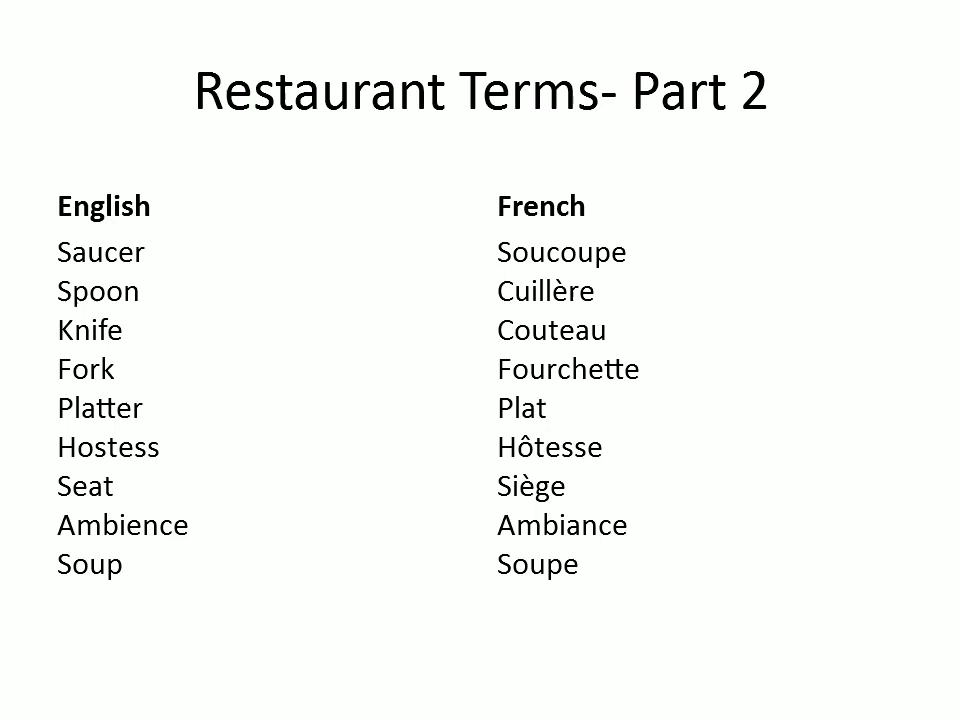 Restaurant Terms- Part 2
English
Saucer
Spoon
Knife
Fork
Platter
Hostess
Seat
Ambience
Soup
French
Soucoupe
Cuillère
Couteau
Fourchette
Plat
Hôtesse
Siège
Ambiance
Soupe